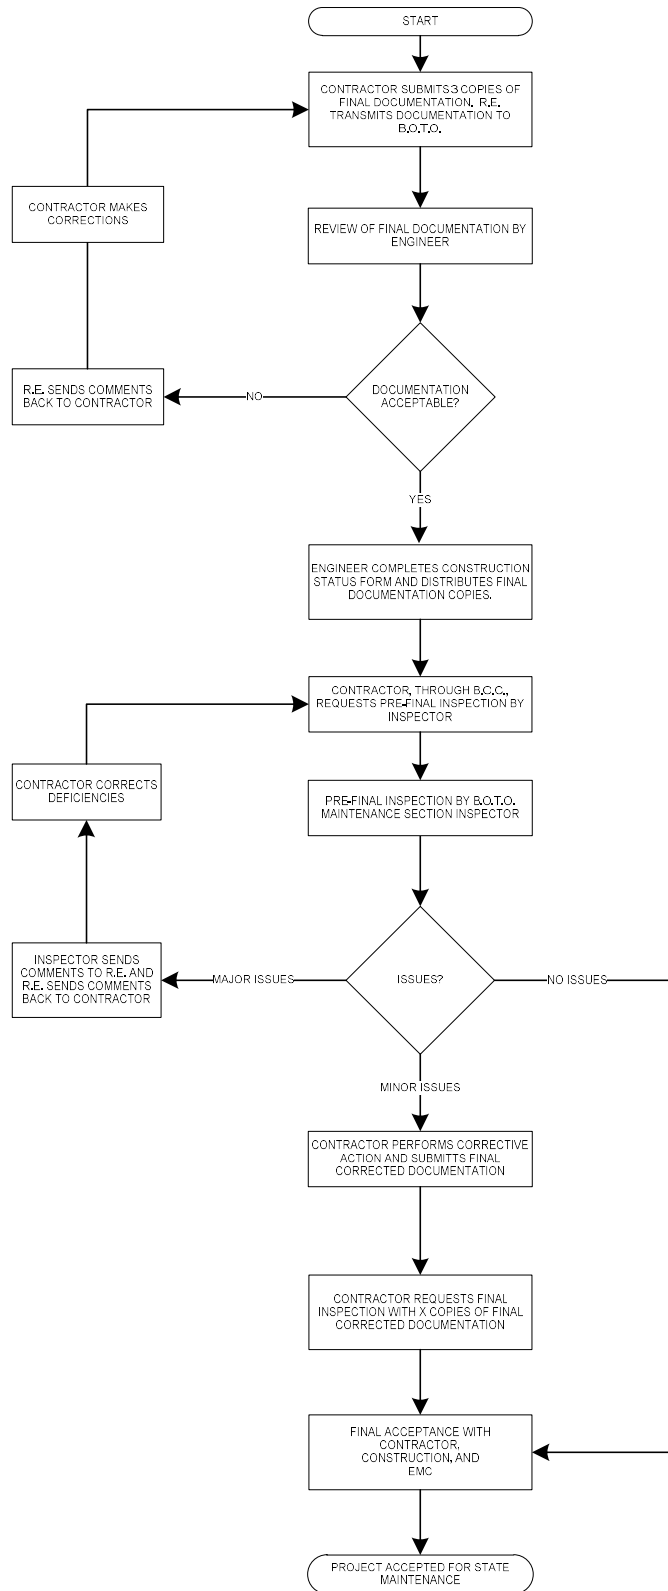 START
CONTRACTOR SUBMITS 3 COPIES OF
FINAL DOCUMENTATION. R.E.
TRANSMITS DOCUMENTATION TO
B.O.T.O.
CONTRACTOR MAKES
CORRECTIONS
REVIEW OF FINAL DOCUMENTATION BY
ENGINEER
R.E. SENDS COMMENTS
BACK TO CONTRACTOR
NO
DOCUMENTATION
ACCEPTABLE?
YES
ENGINEER COMPLETES CONSTRUCTION
STATUS FORM AND DISTRIBUTES FINAL
DOCUMENTATION COPIES.
CONTRACTOR, THROUGH B.O.C.,
REQUESTS PRE-FINAL INSPECTION BY
INSPECTOR
CONTRACTOR CORRECTS
DEFICIENCIES
PRE-FINAL INSPECTION BY B.O.T.O.
MAINTENANCE SECTION INSPECTOR
INSPECTOR SENDS
COMMENTS TO R.E. AND
R.E. SENDS COMMENTS
BACK TO CONTRACTOR
MAJOR ISSUES
ISSUES?
NO ISSUES
MINOR ISSUES
CONTRACTOR PERFORMS CORRECTIVE
ACTION AND SUBMITTS FINAL
CORRECTED DOCUMENTATION
CONTRACTOR REQUESTS FINAL
INSPECTION WITH X COPIES OF FINAL
CORRECTED DOCUMENTATION
FINAL ACCEPTANCE WITH
CONTRACTOR,
CONSTRUCTION, AND
EMC
PROJECT ACCEPTED FOR STATE
MAINTENANCE